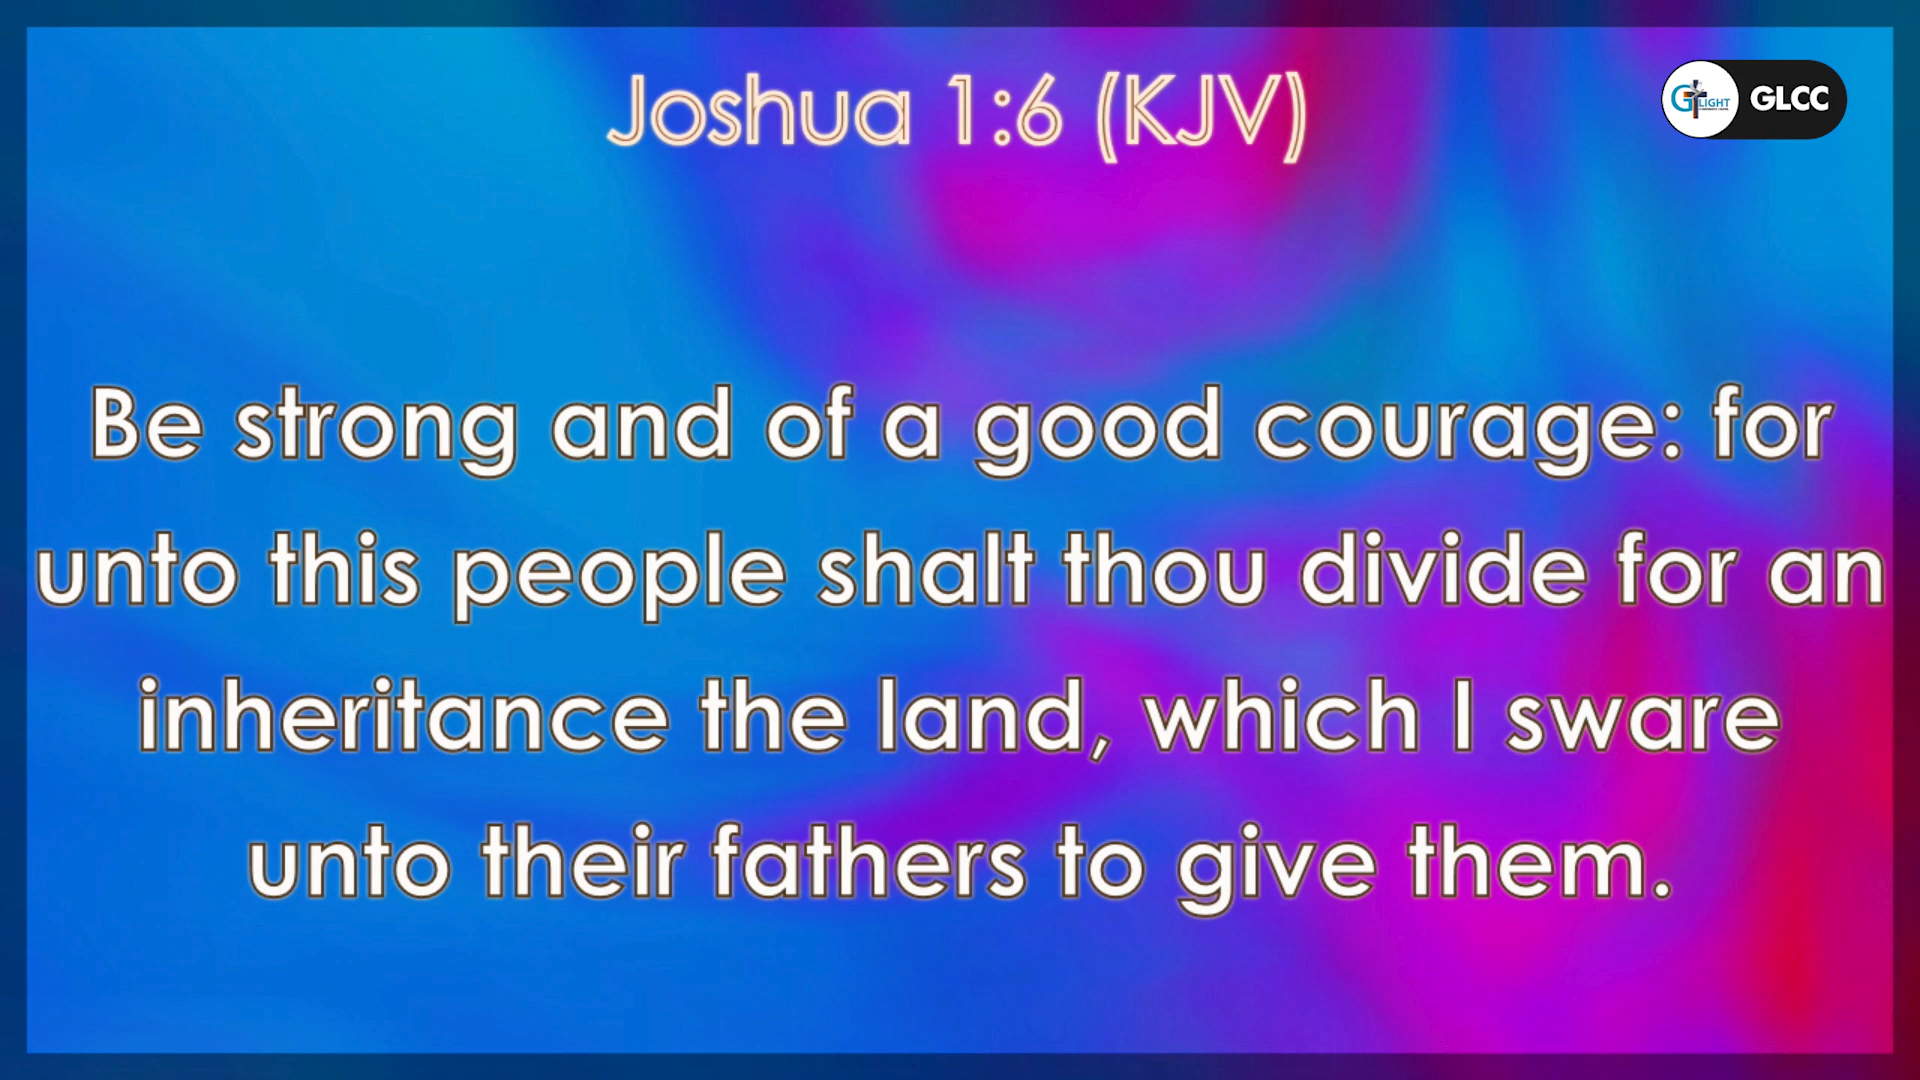 Joshua 1:6 (KJV)
LIGHT
GLCC
Be strong and of a good courage: for
unto this people shalt thou divide for an
inheritance the land, which I sware
unto their fathers to give them.